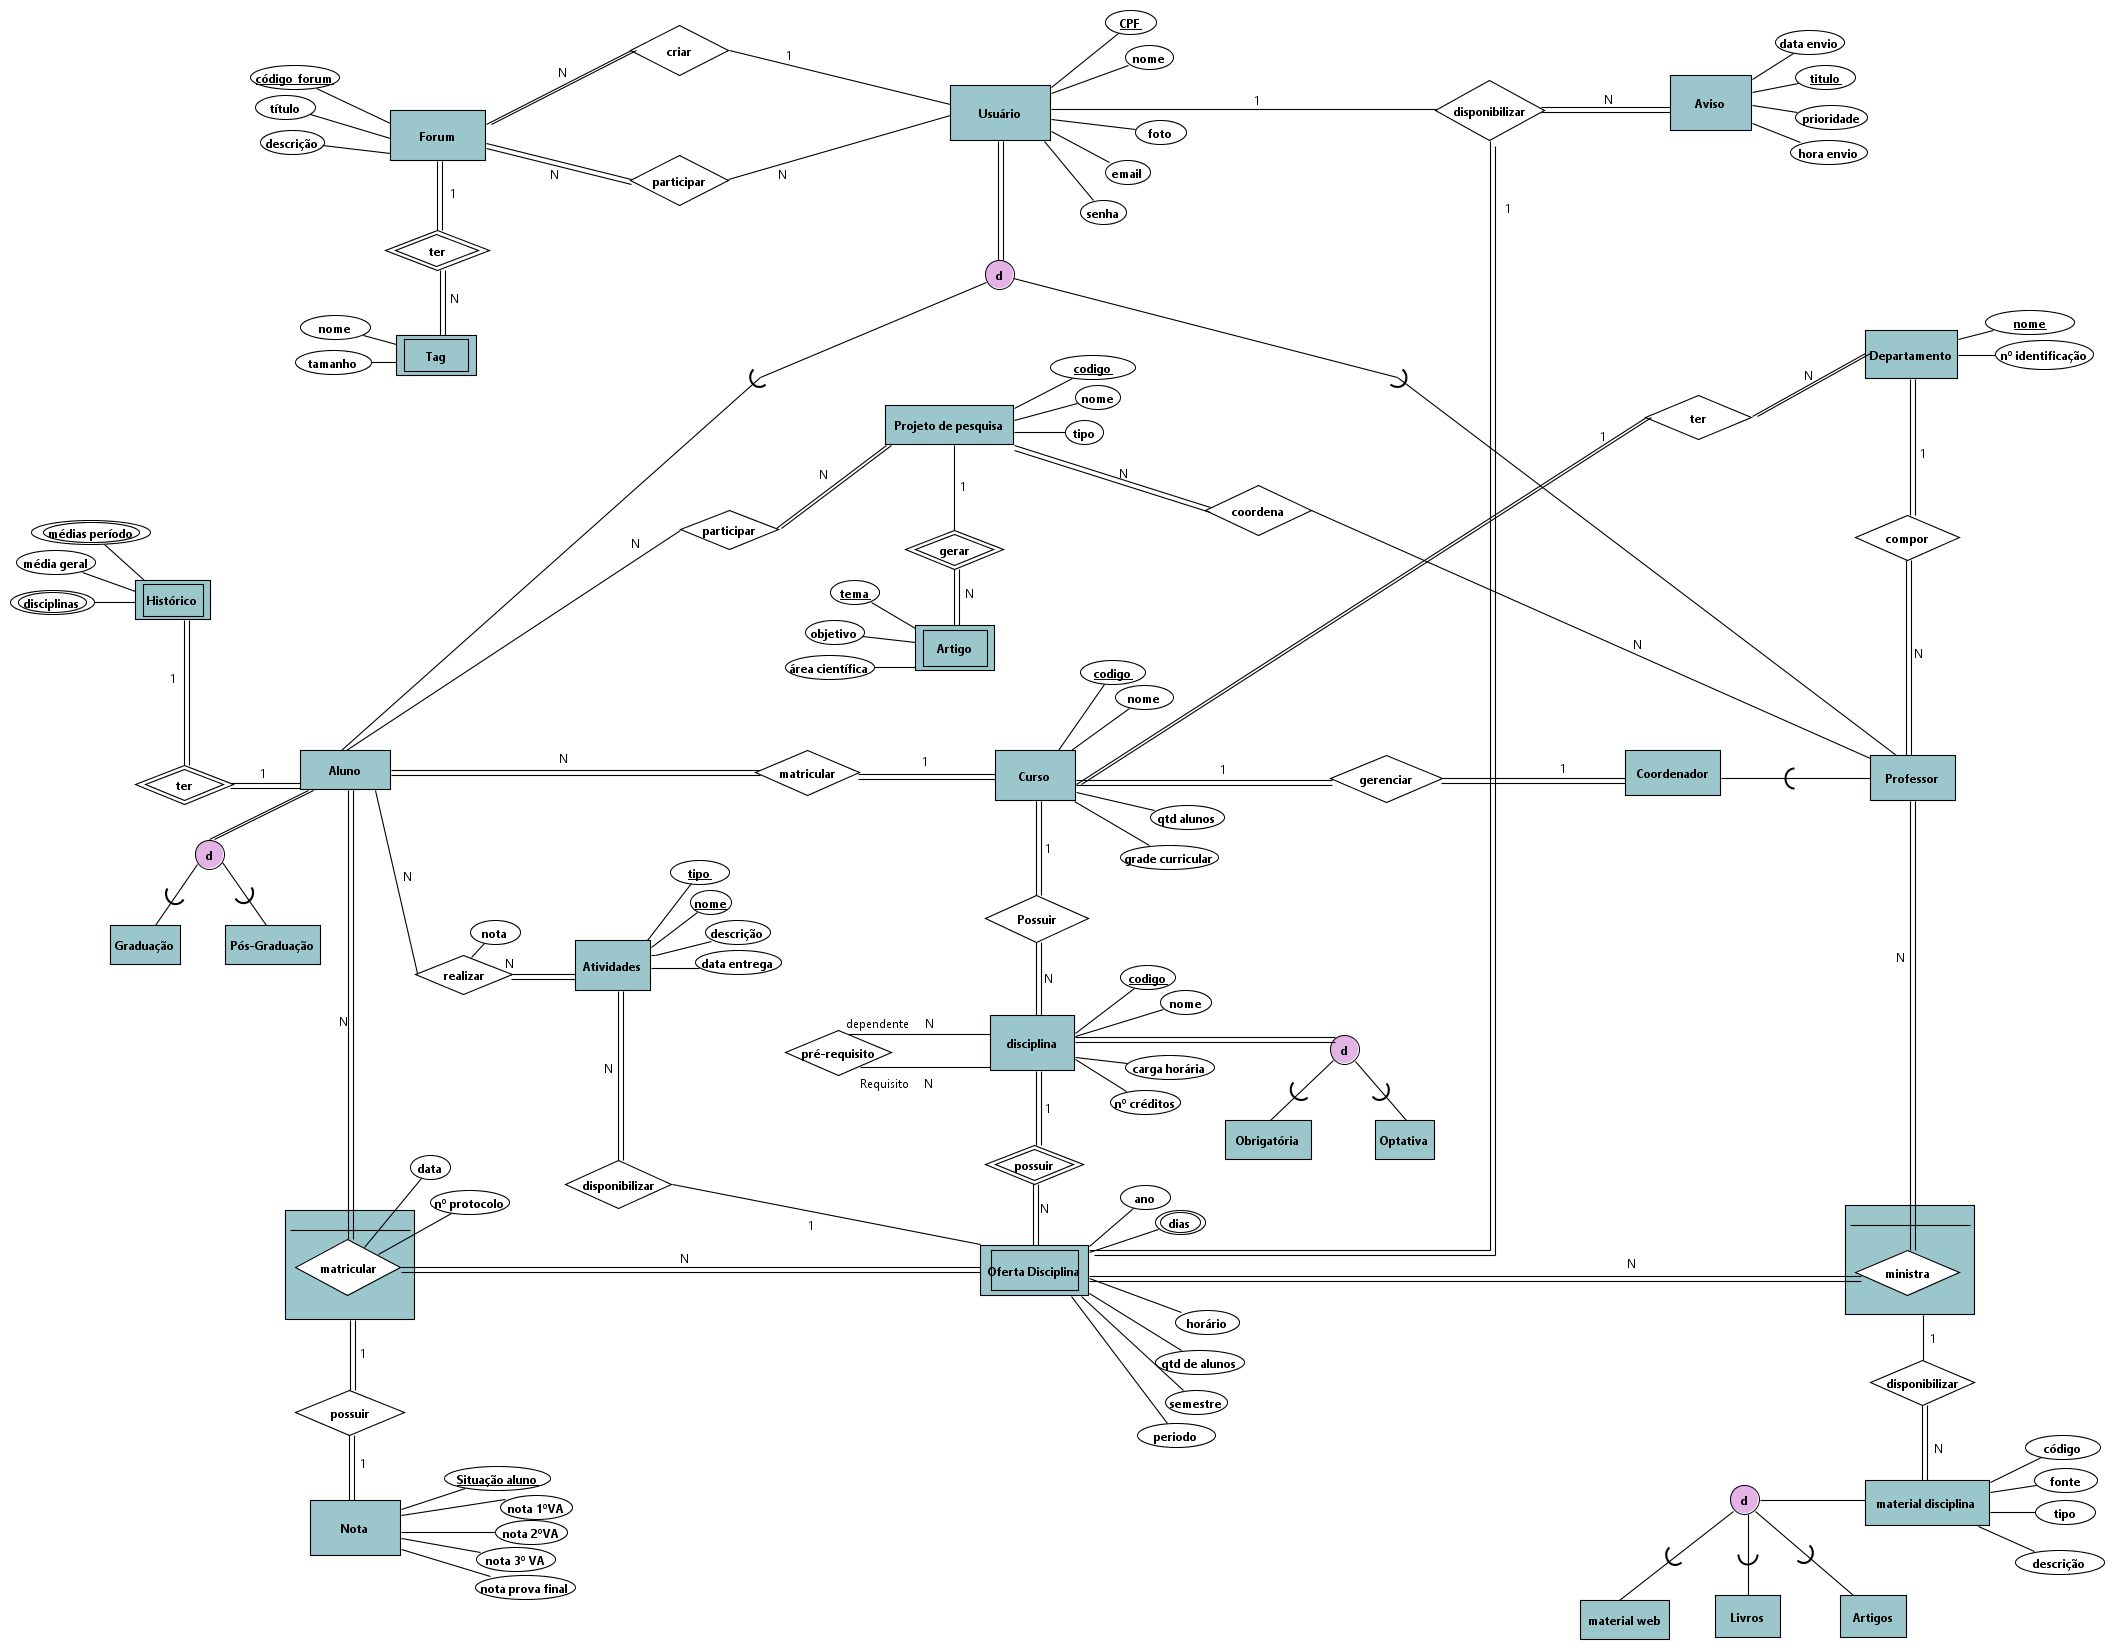 CPF
nome
foto
email
senha
Usuário
criar
1
N
código_forum
título
descrição
Forum
participar
N
N
1
ter
N
nome
tamanho
Tag
1
disponibilizar
N
1
data envio
titulo
prioridade
hora envio
Aviso
d
nome
nº identificação
Departamento
N
ter
1
1
compor
N
codigo
nome
tipo
Projeto de pesquisa
N
participar
N
N
coordena
N
1
gerar
N
tema
objetivo
área científica
Artigo
médias período
média geral
disciplinas
Histórico
1
ter
1
Aluno
N
matricular
1
codigo
nome
Curso
qtd alunos
grade curricular
1
gerenciar
1
Coordenador
Professor
d
Graduação
Pós-Graduação
N
nota
realizar
N
tipo
nome
descrição
data entrega
Atividades
1
Possuir
N
codigo
nome
disciplina
carga horária
nº créditos
dependente N
pré-requisito
Requisito N
d
Obrigatória
Optativa
N
disponibilizar
1
1
possuir
N
ano
dias
Oferta Disciplina
horário
qtd de alunos
semestre
periodo
N
data
nº protocolo
matricular
N
N
N
ministra
1
possuir
1
Situação aluno
nota 1ºVA
nota 2ºVA
nota 3º VA
nota prova final
Nota
1
disponibilizar
N
código
fonte
tipo
descrição
material disciplina
d
material web
Livros
Artigos